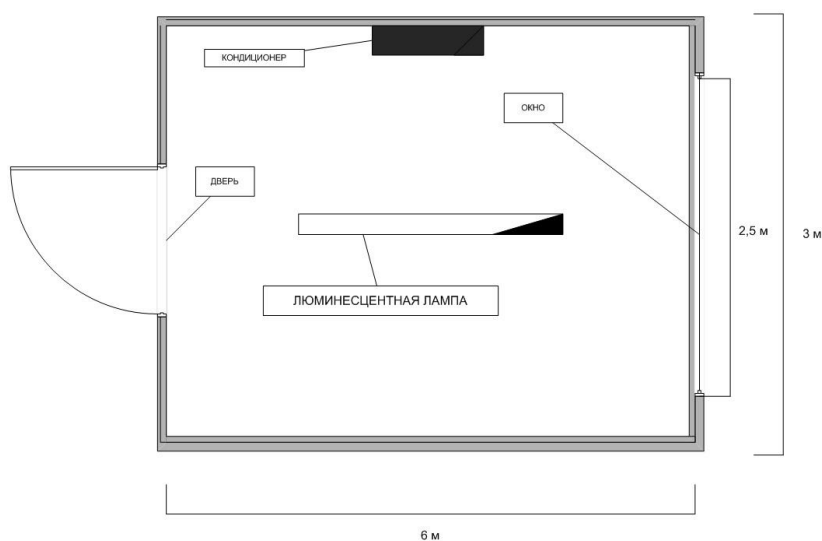 КОНДИЦИОНЕР
ОКНО
ДВЕРЬ
2,5 м
3 м
ЛЮМИНЕСЦЕНТНАЯ ЛАМПА
6 м